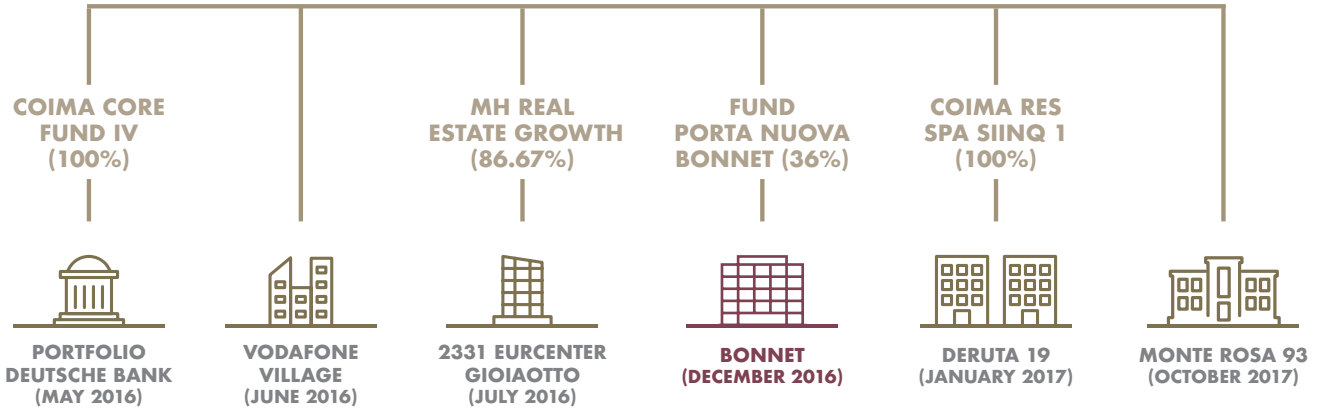 COIMA CORE
FUND IV
(100%)
MH REAL
ESTATE GROWTH
(86.67%)
FUND
PORTA NUOVA
BONNET (36%)
COIMA RES
SPA SIINQ 1
(100%)
PORTFOLIO
DEUTSCHE BANK
(MAY 2016)
VODAFONE
VILLAGE
(JUNE 2016)
2331 EURCENTER
GIOIAOTTO
(JULY 2016)
BONNET
(DECEMBER 2016)
DERUTA 19
(JANUARY 2017)
MONTE ROSA 93
(OCTOBER 2017)